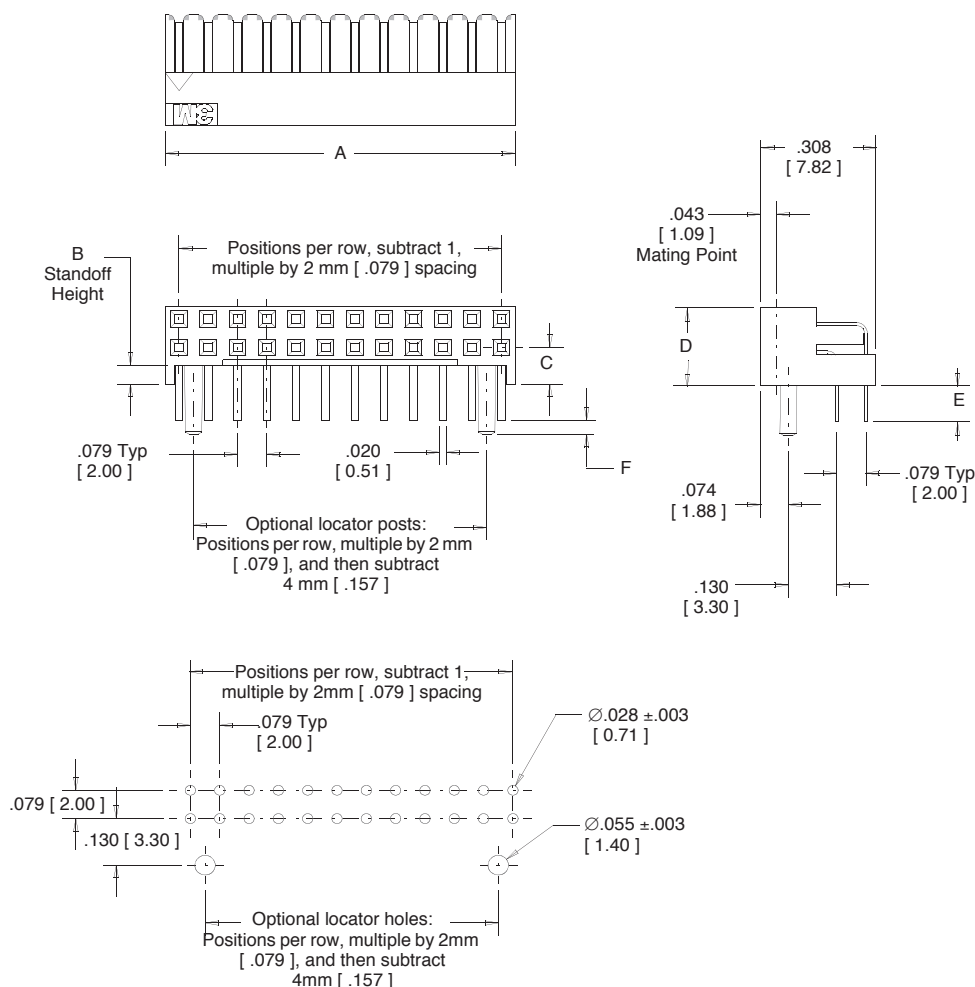 3M
A
.308
[ 7.82 ]
.043
[ 1.09 ]
Mating Point
B
Standoff
Height
Positions per row, subtract 1,
multiple by 2 mm [ .079 ] spacing
C
D
E
F
.079 Typ
[ 2.00 ]
.020
[ 0.51 ]
.079 Typ
[ 2.00 ]
.074
[ 1.88 ]
Optional locator posts:
Positions per row, multiple by 2 mm
[ .079 ], and then subtract
4 mm [ .157 ]
.130
[ 3.30 ]
Positions per row, subtract 1,
multiple by 2mm [ .079 ] spacing
.079 Typ
[ 2.00 ]
∅.028 ±.003
[ 0.71 ]
.079 [ 2.00 ]
.130 [ 3.30 ]
∅.055 ±.003
[ 1.40 ]
Optional locator holes:
Positions per row, multiple by 2mm
[ .079 ], and then subtract
4mm [ .157 ]